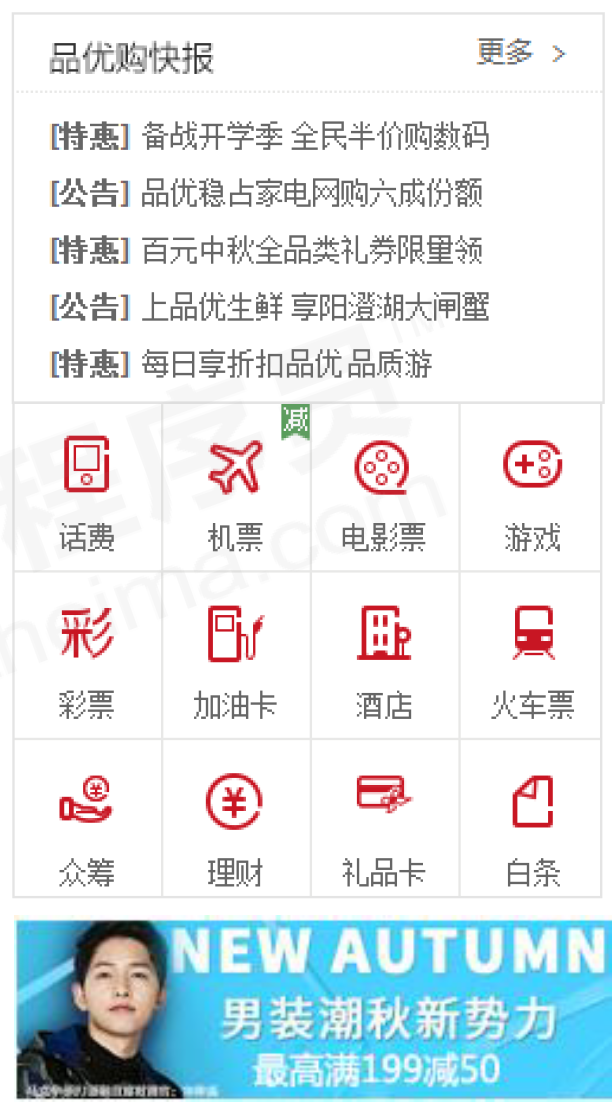 品优购快报
更多 >
[特惠] 备战开学季 全民半价购数码
[公告] 品优稳占家电网购六成份额
[特惠] 百元中秋全品类礼券限量领
[公告] 上品优生鲜 享阳澄湖大闸蟹
[特惠] 每日享折扣品优品质游
减
话费 机票 电影票 游戏
彩
彩票 加油卡 酒店 火车票
众筹 理财 礼品卡 白条
NEW AUTUMN
男装潮秋新势力
最高满199减50
程序员